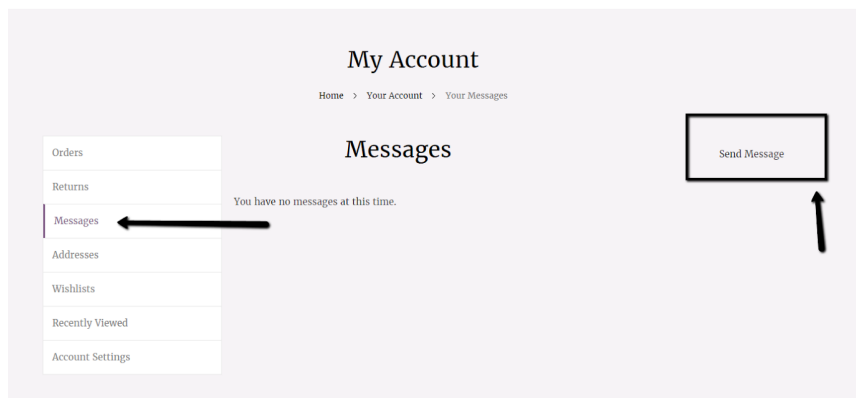 My Account
Home > Your Account > Your Messages
Orders
Returns
Messages
Addresses
Wishlists
Recently Viewed
Account Settings
Messages
You have no messages at this time.
Send Message